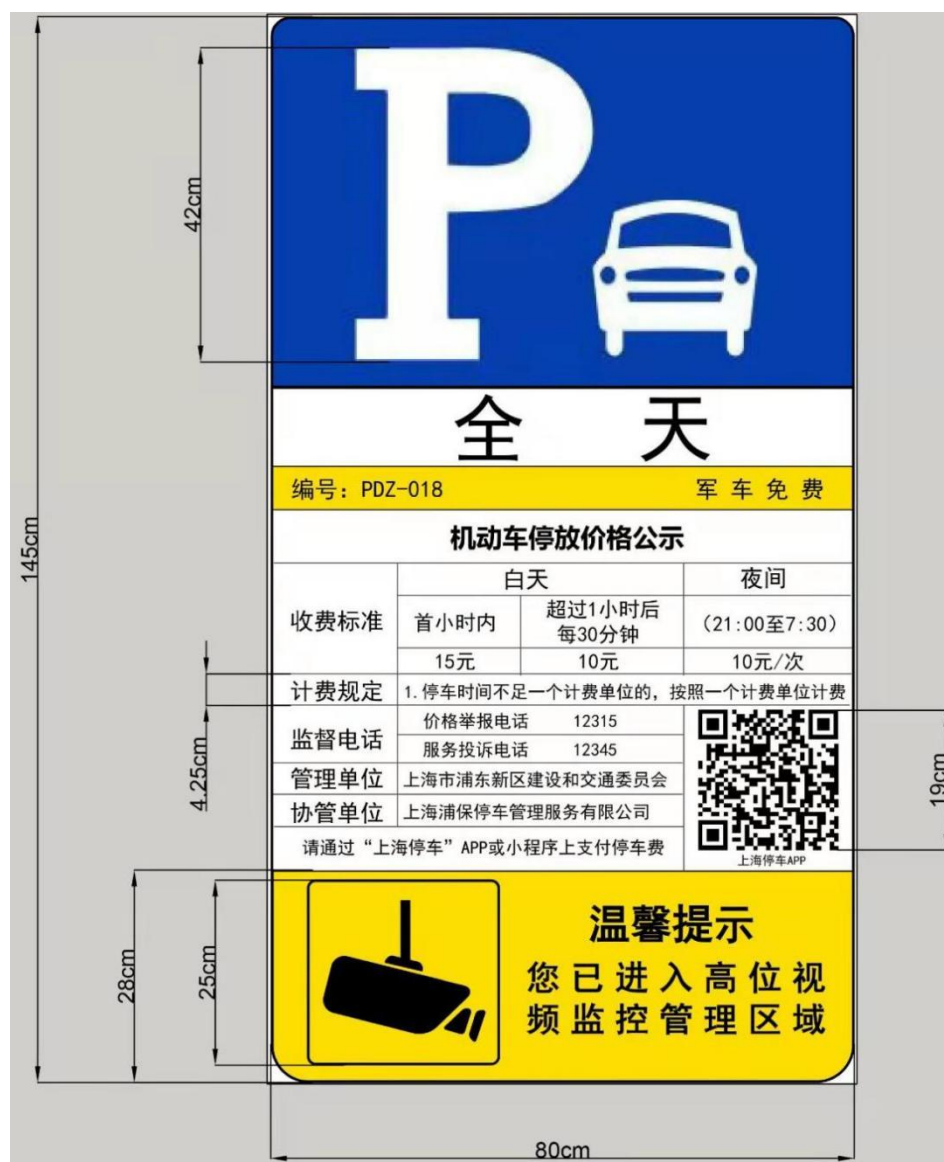 P
全 天
编号：PDZ-018 军车免费
机动车停放价格公示
收费标准
白天
夜间
首小时内
超过1小时后
每30分钟
（21:00至7:30）
15元
10元
10元/次
计费规定
1. 停车时间不足一个计费单位的，按照一个计费单位计费
监督电话
价格举报电话 12315
服务投诉电话 12345
管理单位
上海市浦东新区建设和交通委员会
协管单位
上海浦保停车管理服务有限公司
请通过“上海停车”APP或小程序上支付停车费
上海停车APP
温馨提示
您已进入高位视
频监控管理区域
145cm
42cm
4.25cm
19cm
28cm
25cm
80cm